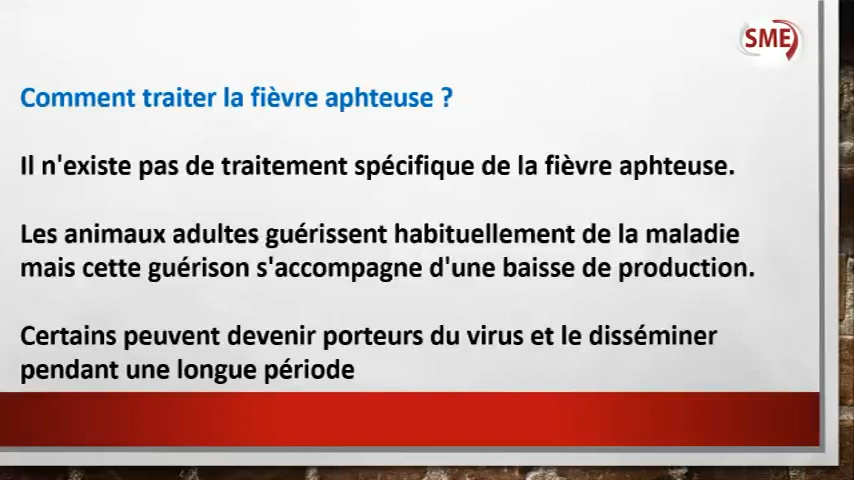 SME
Comment traiter la fièvre aphteuse ?
Il n'existe pas de traitement spécifique de la fièvre aphteuse.
Les animaux adultes guérissent habituellement de la maladie
mais cette guérison s'accompagne d'une baisse de production.
Certains peuvent devenir porteurs du virus et le disséminer
pendant une longue période